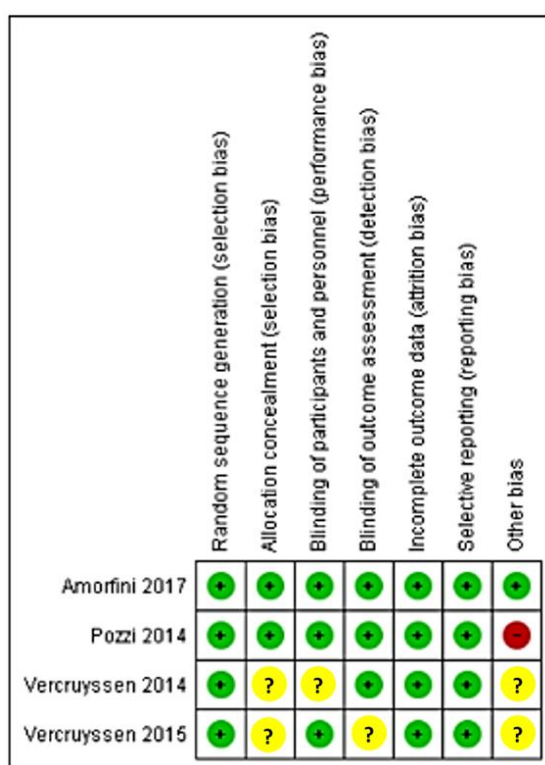 Random sequence generation (selection bias)
Allocation concealment (selection bias)
Blinding of participants and personnel (performance bias)
Blinding of outcome assessment (detection bias)
Incomplete outcome data (attrition bias)
Selective reporting (reporting bias)
Other bias
Amorfini 2017 + + + + + + +
Pozzi 2014 + + + + + + -
Vercruyssen 2014 + ? ? + + + ?
Vercruyssen 2015 + ? + ? + + ?